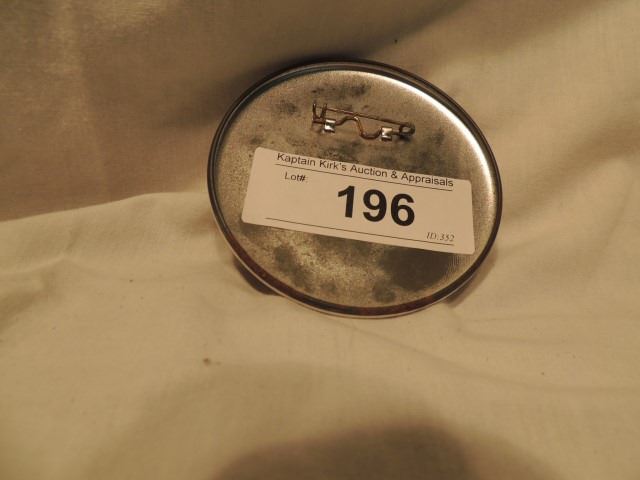 Kaptain Kirk's Auction & Appraisals
Lot#:
196
ID:352